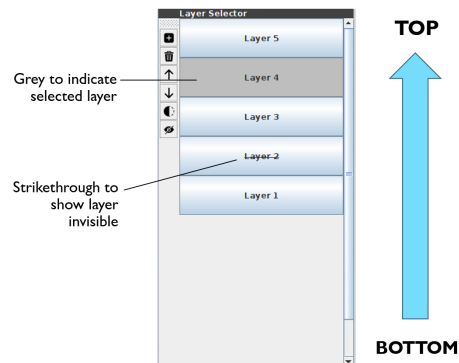 Layer Selector
TOP
Layer 5
Grey to indicate
selected layer
Layer 4
Layer 3
Layer 2
Strikethrough to
show layer
invisible
Layer 1
BOTTOM